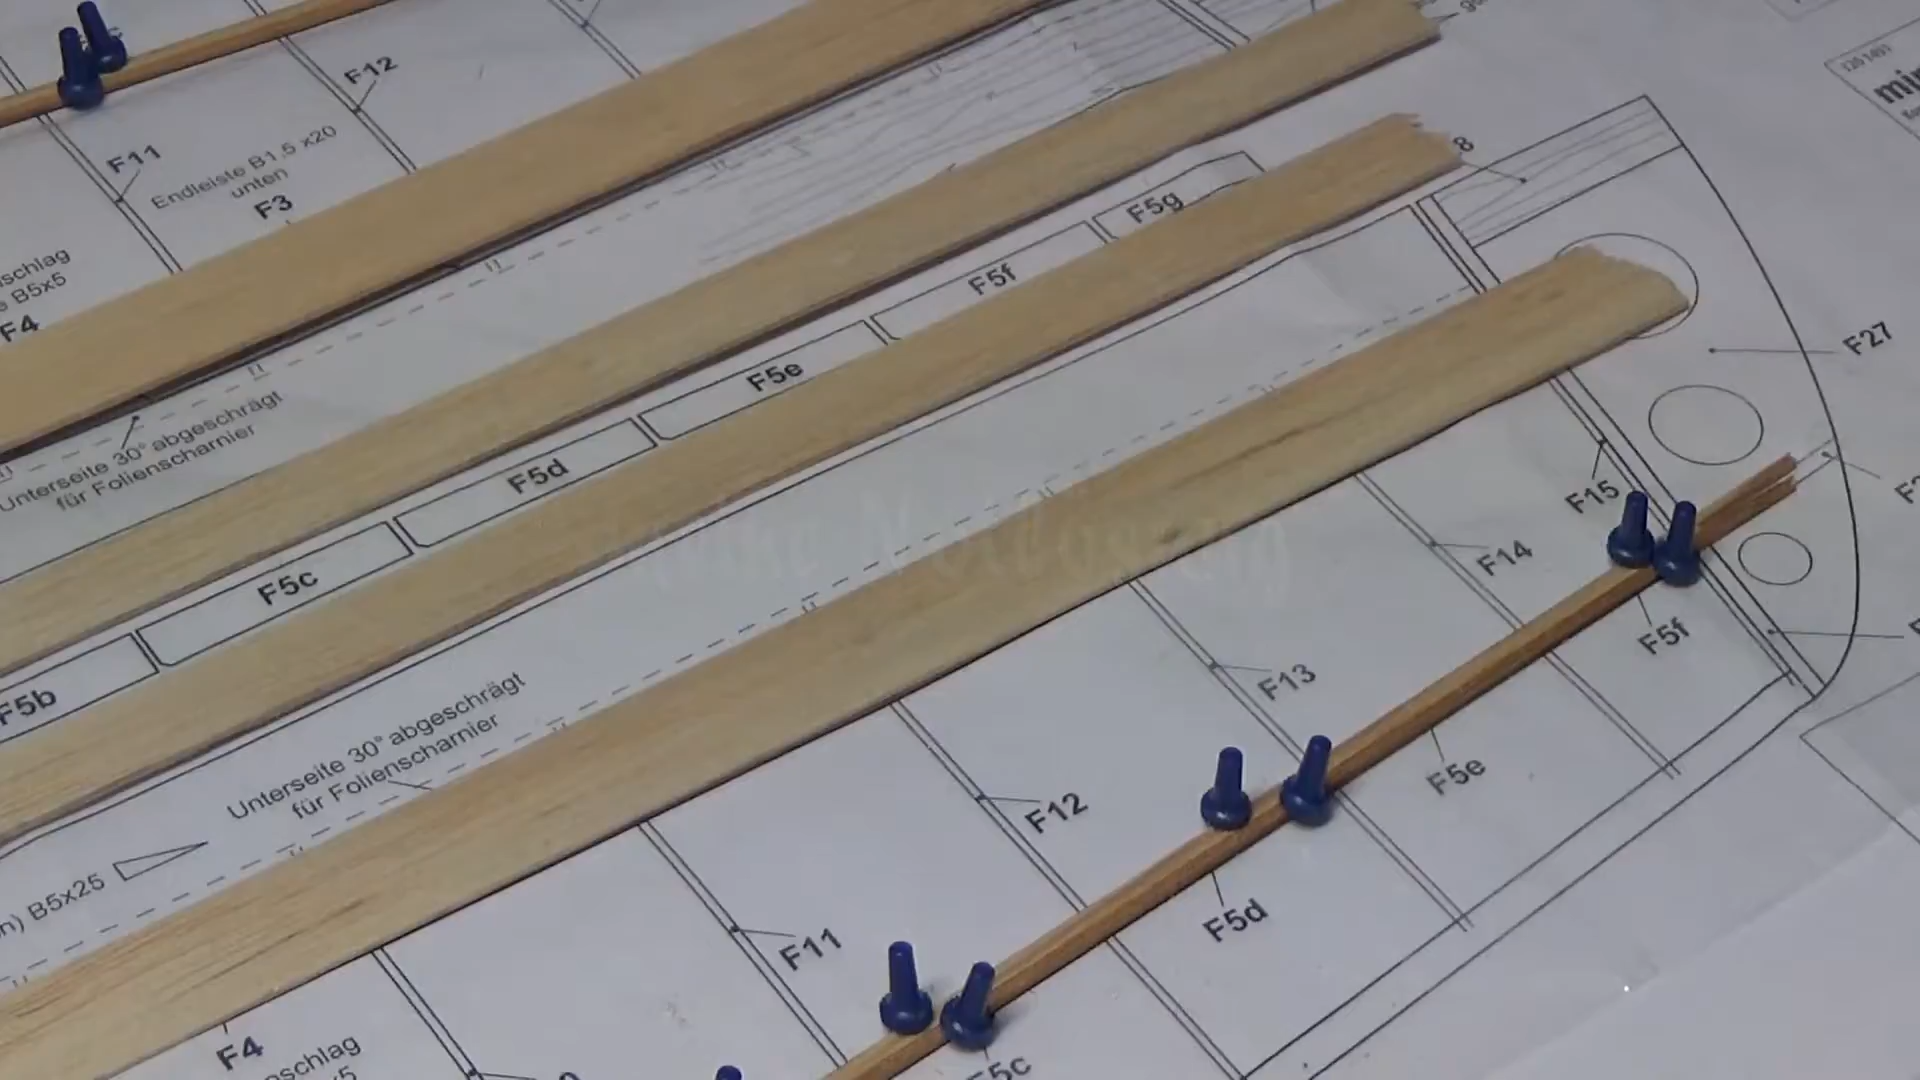 F12
F11
Endleiste B1.5 x20
unten
F3
schlag
B5x5
F4
8
F5g
F5f
F27
F5e
Unterseite 30° abgeschrägt
für Folienscharnier
F5d
F15
F14
F5c
F5f
F13
F5b
Unterseite 30° abgeschrägt
für Folienscharnier
F5e
F12
B5x25
F5d
F11
F4
schlag
F5c